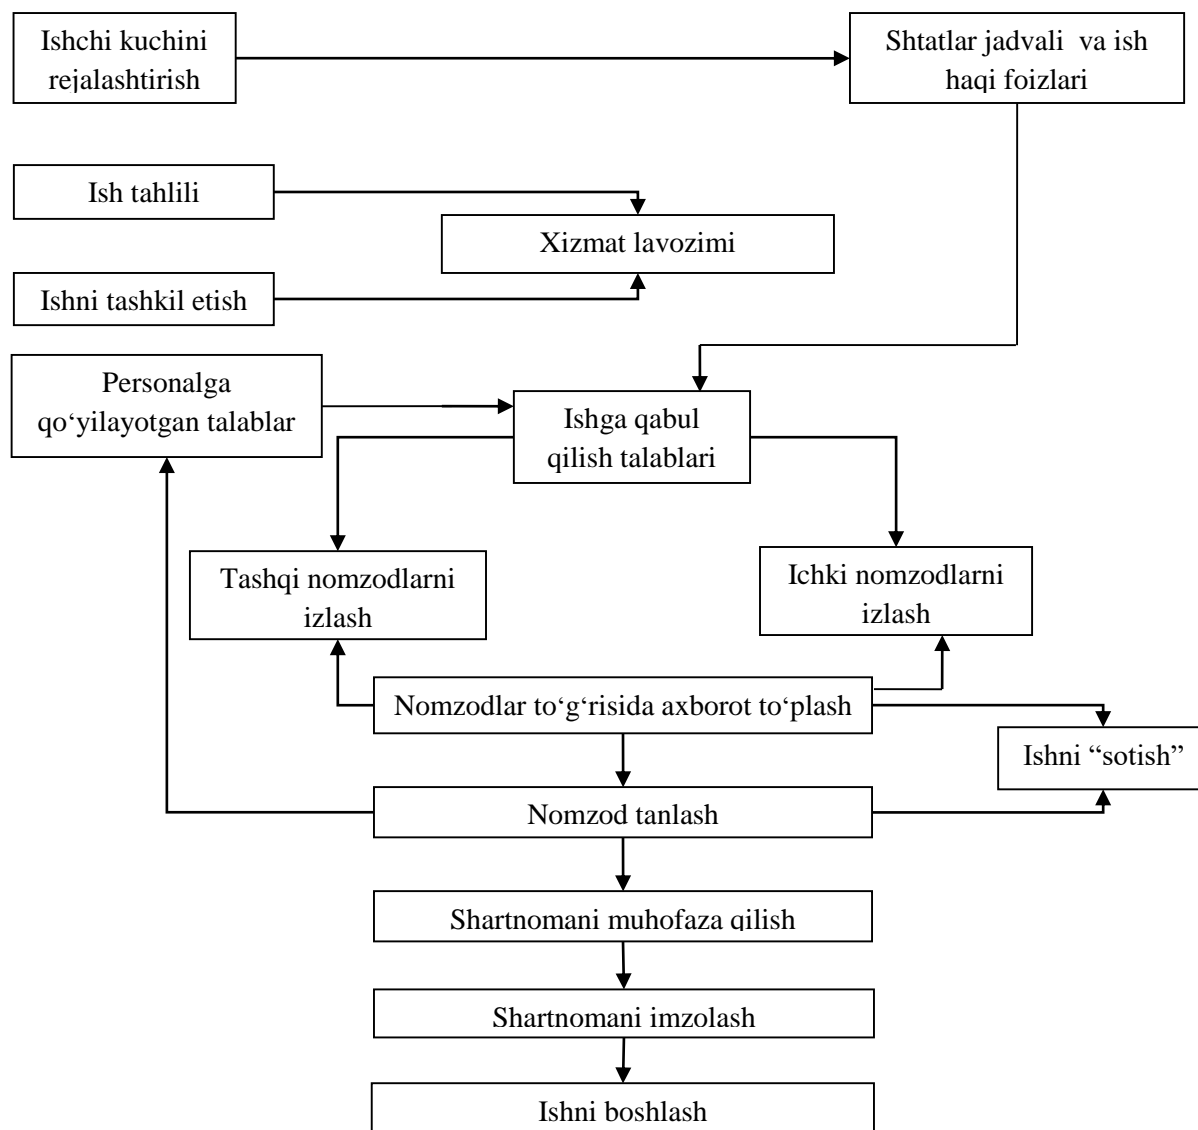 Ishchi kuchini
rejalashtirish
Shtatlar jadvali  va ish
haqi foizlari
Ish tahlili
Xizmat lavozimi
Ishni tashkil etish
Personalga
qo‘yilayotgan talablar
Ishga qabul
qilish talablari
Tashqi nomzodlarni
izlash
Ichki nomzodlarni
izlash
Nomzodlar to‘g‘risida axborot to‘plash
Ishni “sotish”
Nomzod tanlash
Shartnomani muhofaza qilish
Shartnomani imzolash
Ishni boshlash